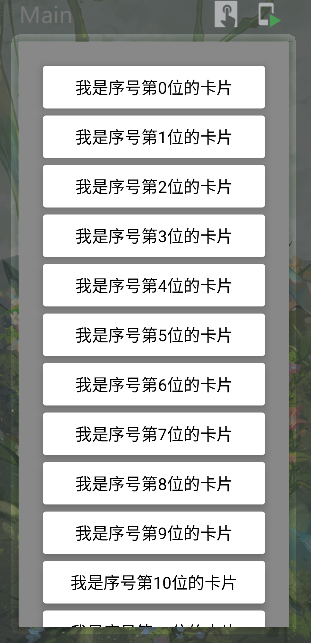 Main
我是序号第0位的卡片
我是序号第1位的卡片
我是序号第2位的卡片
我是序号第3位的卡片
我是序号第4位的卡片
我是序号第5位的卡片
我是序号第6位的卡片
我是序号第7位的卡片
我是序号第8位的卡片
我是序号第9位的卡片
我是序号第10位的卡片